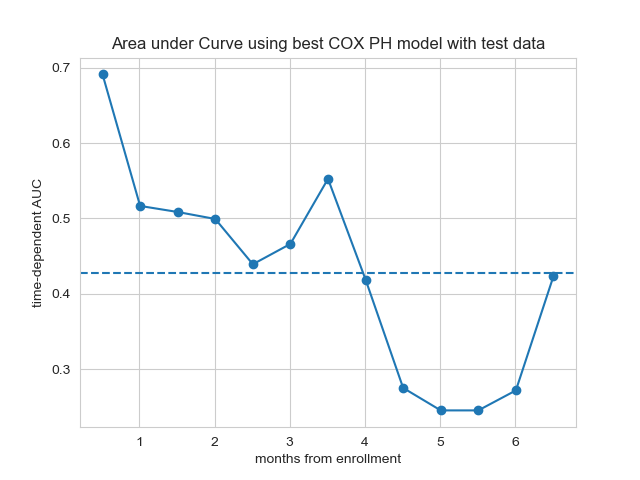 Area under Curve using best COX PH model with test data
time-dependent AUC
0.7
0.6
0.5
0.4
0.3
1 2 3 4 5 6
months from enrollment